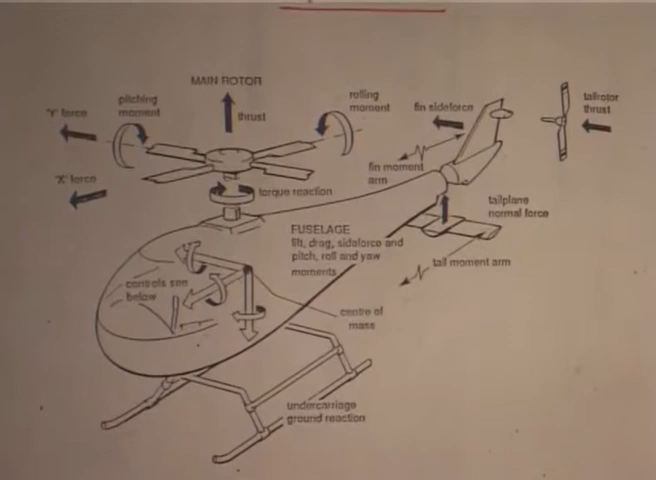 MAIN ROTOR
thrust
pitching
moment
rolling
moment
'Y' force
'X' force
torque reaction
fin sideforce
tailrotor
thrust
fin moment
arm
tailplane
normal force
tail moment arm
FUSELAGE
lift, drag, sideforce and
pitch, roll and yaw
moments
controls see
below
centre of
mass
undercarriage
ground reaction